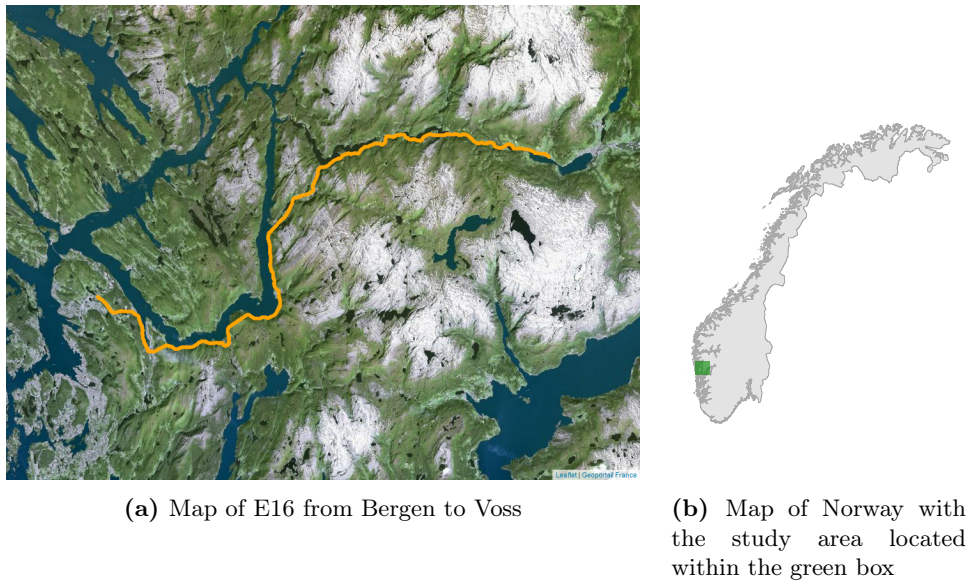 Leaflet | Geoportail France
(a) Map of E16 from Bergen to Voss
(b) Map of Norway with
the study area located
within the green box